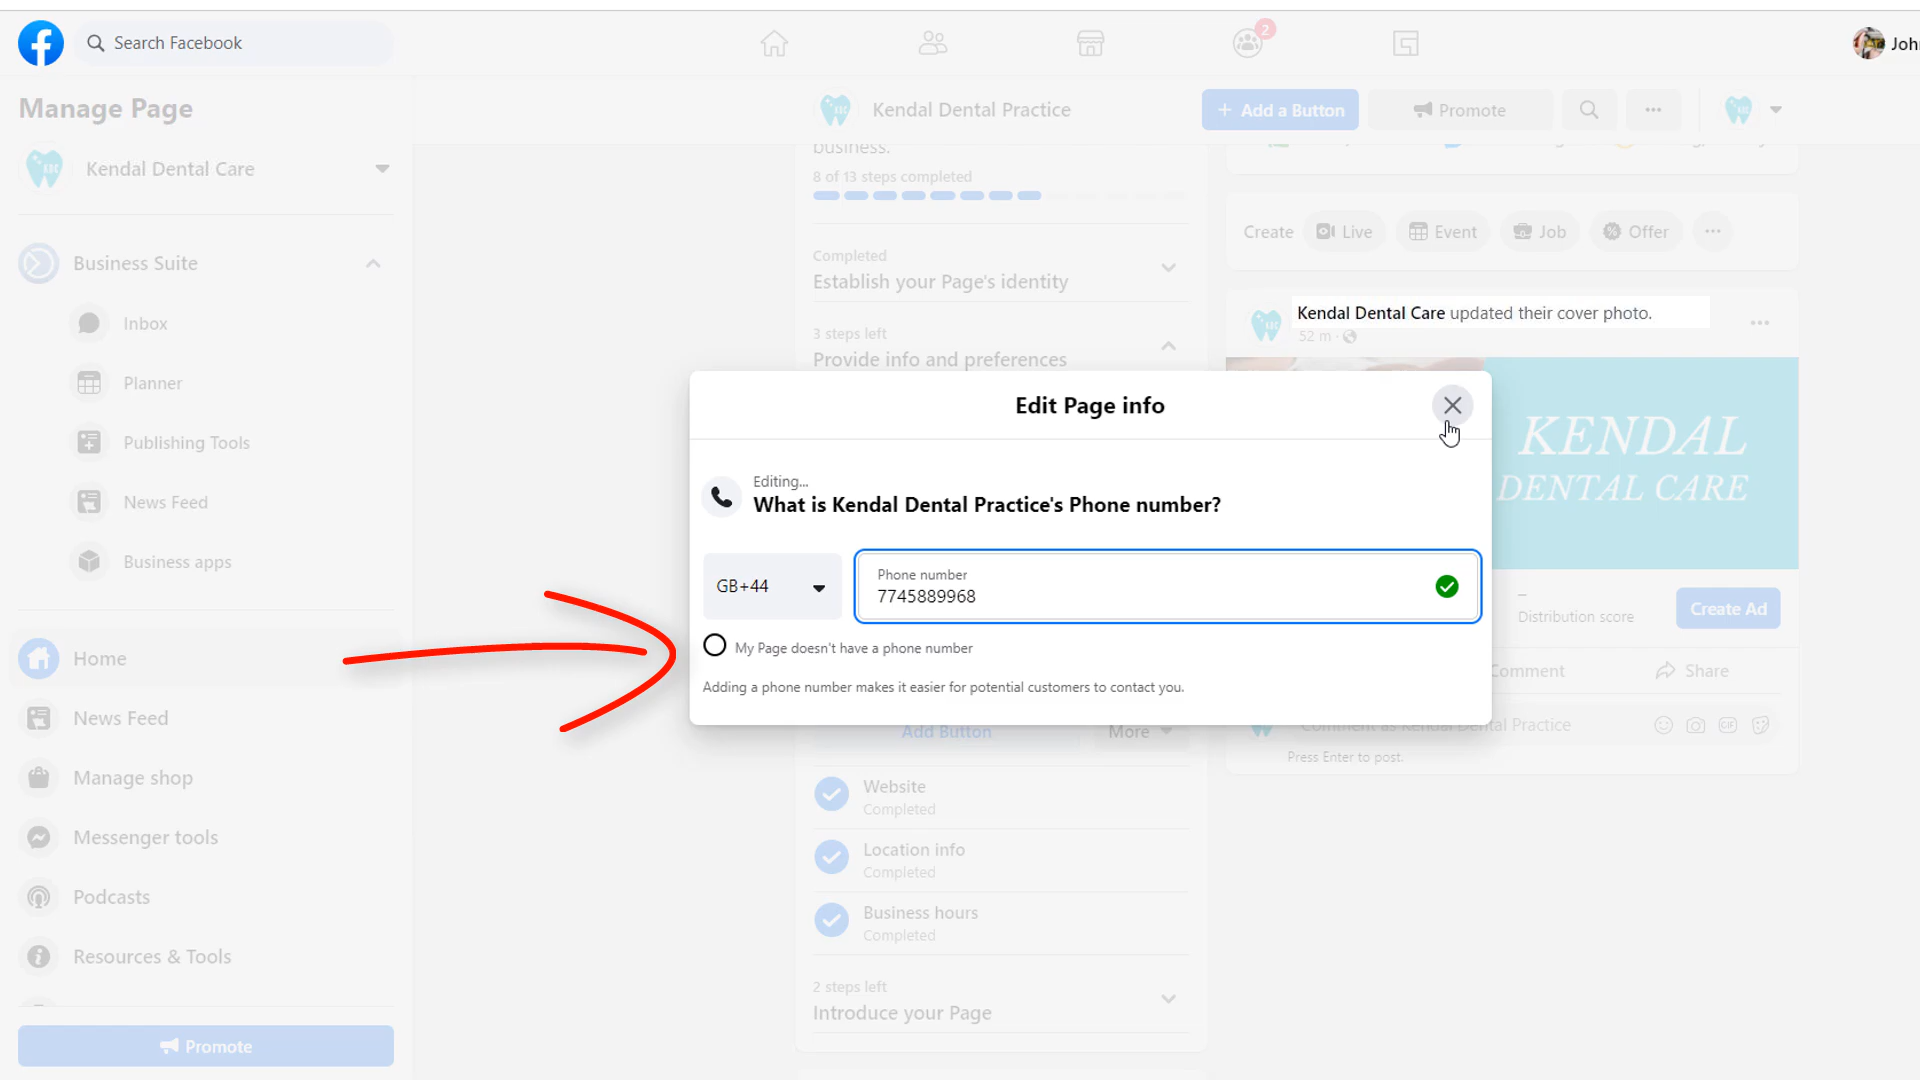 Search Facebook
2
Joh
Manage Page
Kendal Dental Care
Business Suite
Inbox
Planner
Publishing Tools
News Feed
Business apps
Home
News Feed
Manage shop
Messenger tools
Podcasts
Resources & Tools
Promote
Kendal Dental Practice
+ Add a Button
Promote
business.
8 of 13 steps completed
Completed
Establish your Page's identity
3 steps left
Provide info and preferences
Create
Live
Event
Job
Offer
Kendal Dental Care updated their cover photo.
52 m ·
KENDAL
DENTAL CARE
Edit Page info
Editing...
What is Kendal Dental Practice's Phone number?
GB+44
Phone number
7745889968
My Page doesn't have a phone number
Adding a phone number makes it easier for potential customers to contact you.
Distribution score
Create Ad
Comment
Share
Comment as Kendal Dental Practice
GIF
Press Enter to post.
Add Button
More
Website
Completed
Location info
Completed
Business hours
Completed
2 steps left
Introduce your Page